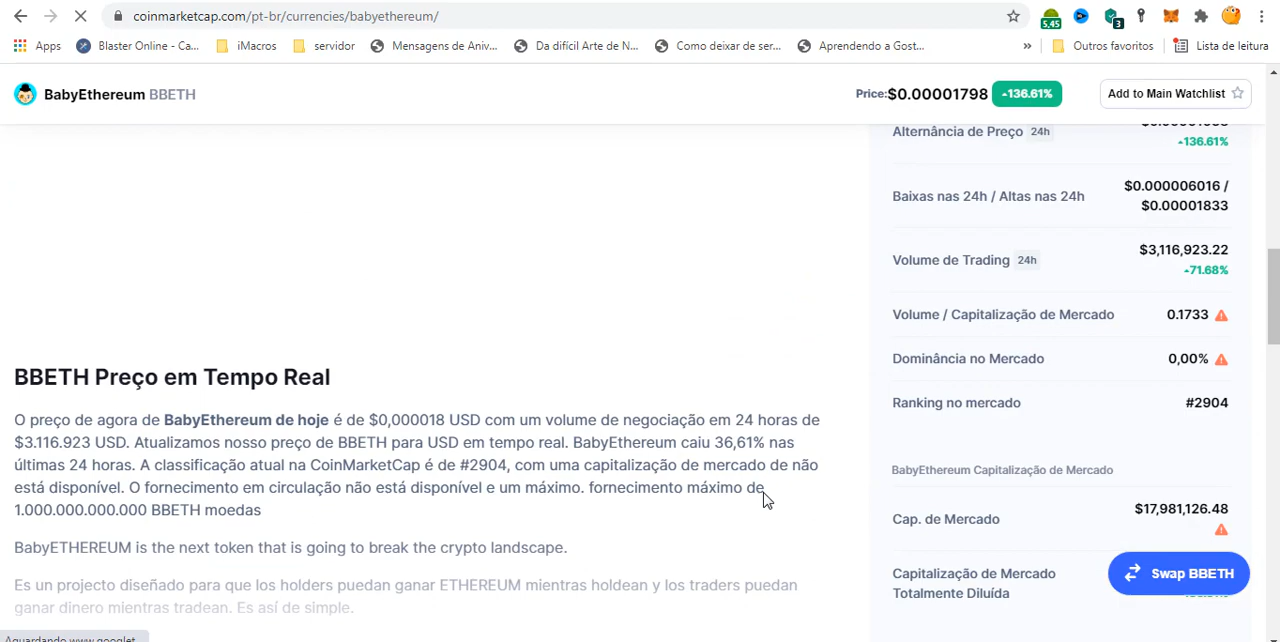 coinmarketcap.com/pt-br/currencies/babyethereum/
5,45
3
Apps Blaster Online - Ca... iMacros servidor Mensagens de Aniv... Da difícil Arte de N... Como deixar de ser... Aprendendo a Gost... » Outros favoritos Lista de leitura
BabyEthereum BBETH Price:$0.00001798 136.61% Add to Main Watchlist
Alternância de Preço 24h
136.61%
Baixas nas 24h / Altas nas 24h $0.000006016 /
$0.00001833
Volume de Trading 24h $3,116,923.22
71.68%
Volume / Capitalização de Mercado 0.1733
Dominância no Mercado 0,00%
Ranking no mercado #2904
BabyEthereum Capitalização de Mercado
Cap. de Mercado $17,981,126.48
Capitalização de Mercado
Totalmente Diluída
Swap BBETH
BBETH Preço em Tempo Real
O preço de agora de BabyEthereum de hoje é de $0,000018 USD com um volume de negociação em 24 horas de
$3.116.923 USD. Atualizamos nosso preço de BBETH para USD em tempo real. BabyEthereum caiu 36,61% nas
últimas 24 horas. A classificação atual na CoinMarketCap é de #2904, com uma capitalização de mercado de não
está disponível. O fornecimento em circulação não está disponível e um máximo. fornecimento máximo de
1.000.000.000.000 BBETH moedas
BabyETHEREUM is the next token that is going to break the crypto landscape.
Es un projecto diseñado para que los holders puedan ganar ETHEREUM mientras holdean y los traders puedan
ganar dinero mientras tradean. Es así de simple.
Aguardando www.googlet...